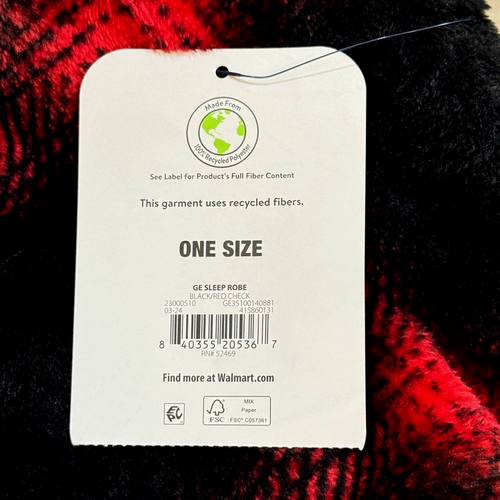 Made From
100% Recycled Polyester
See Label for Product's Full Fiber Content
This garment uses recycled fibers.
ONE SIZE
GE SLEEP ROBE
BLACK/RED CHECK
23000510 GE35100140881
03-24 415860131
8 40355 20536 7
RN# 52469
Find more at Walmart.com
FSC
MIX
Paper
FSC® C057361